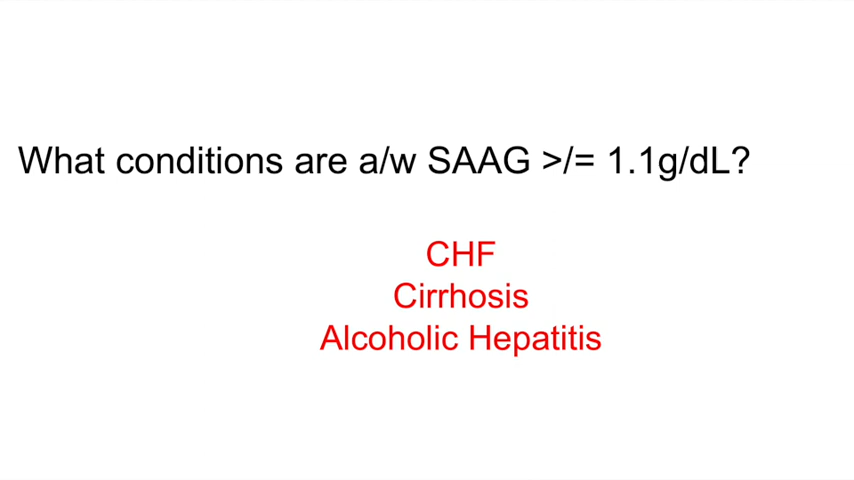 What conditions are a/w SAAG >/= 1.1g/dL?
CHF
Cirrhosis
Alcoholic Hepatitis